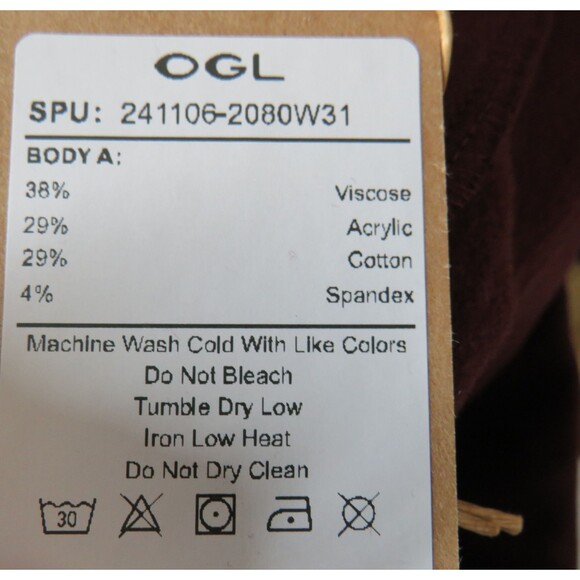 OGL
SPU: 241106-2080W31
BODY A:
38% Viscose
29% Acrylic
29% Cotton
4% Spandex
Machine Wash Cold With Like Colors
Do Not Bleach
Tumble Dry Low
Iron Low Heat
Do Not Dry Clean
30